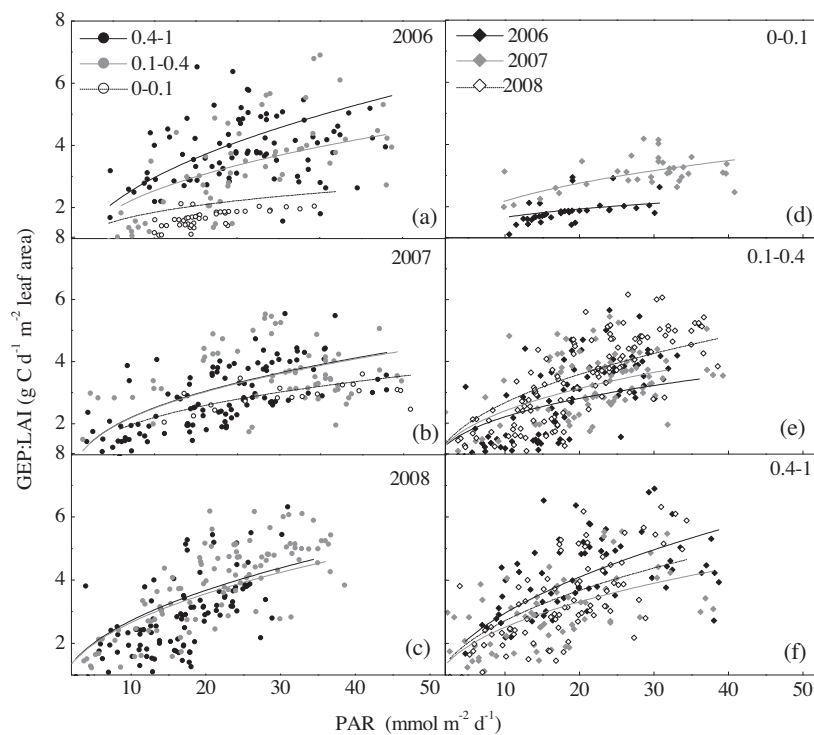 8
6
4
2
0.4-1
0.1-0.4
0-0.1
2006
(a)
2006
2007
2008
0-0.1
(d)
8
6
4
2
2007
(b)
0.1-0.4
(e)
8
6
4
2
2008
(c)
0.4-1
(f)
10 20 30 40 50
10 20 30 40 50
GEP:LAI (g C d⁻¹ m⁻² leaf area)
PAR (mmol m⁻² d⁻¹)